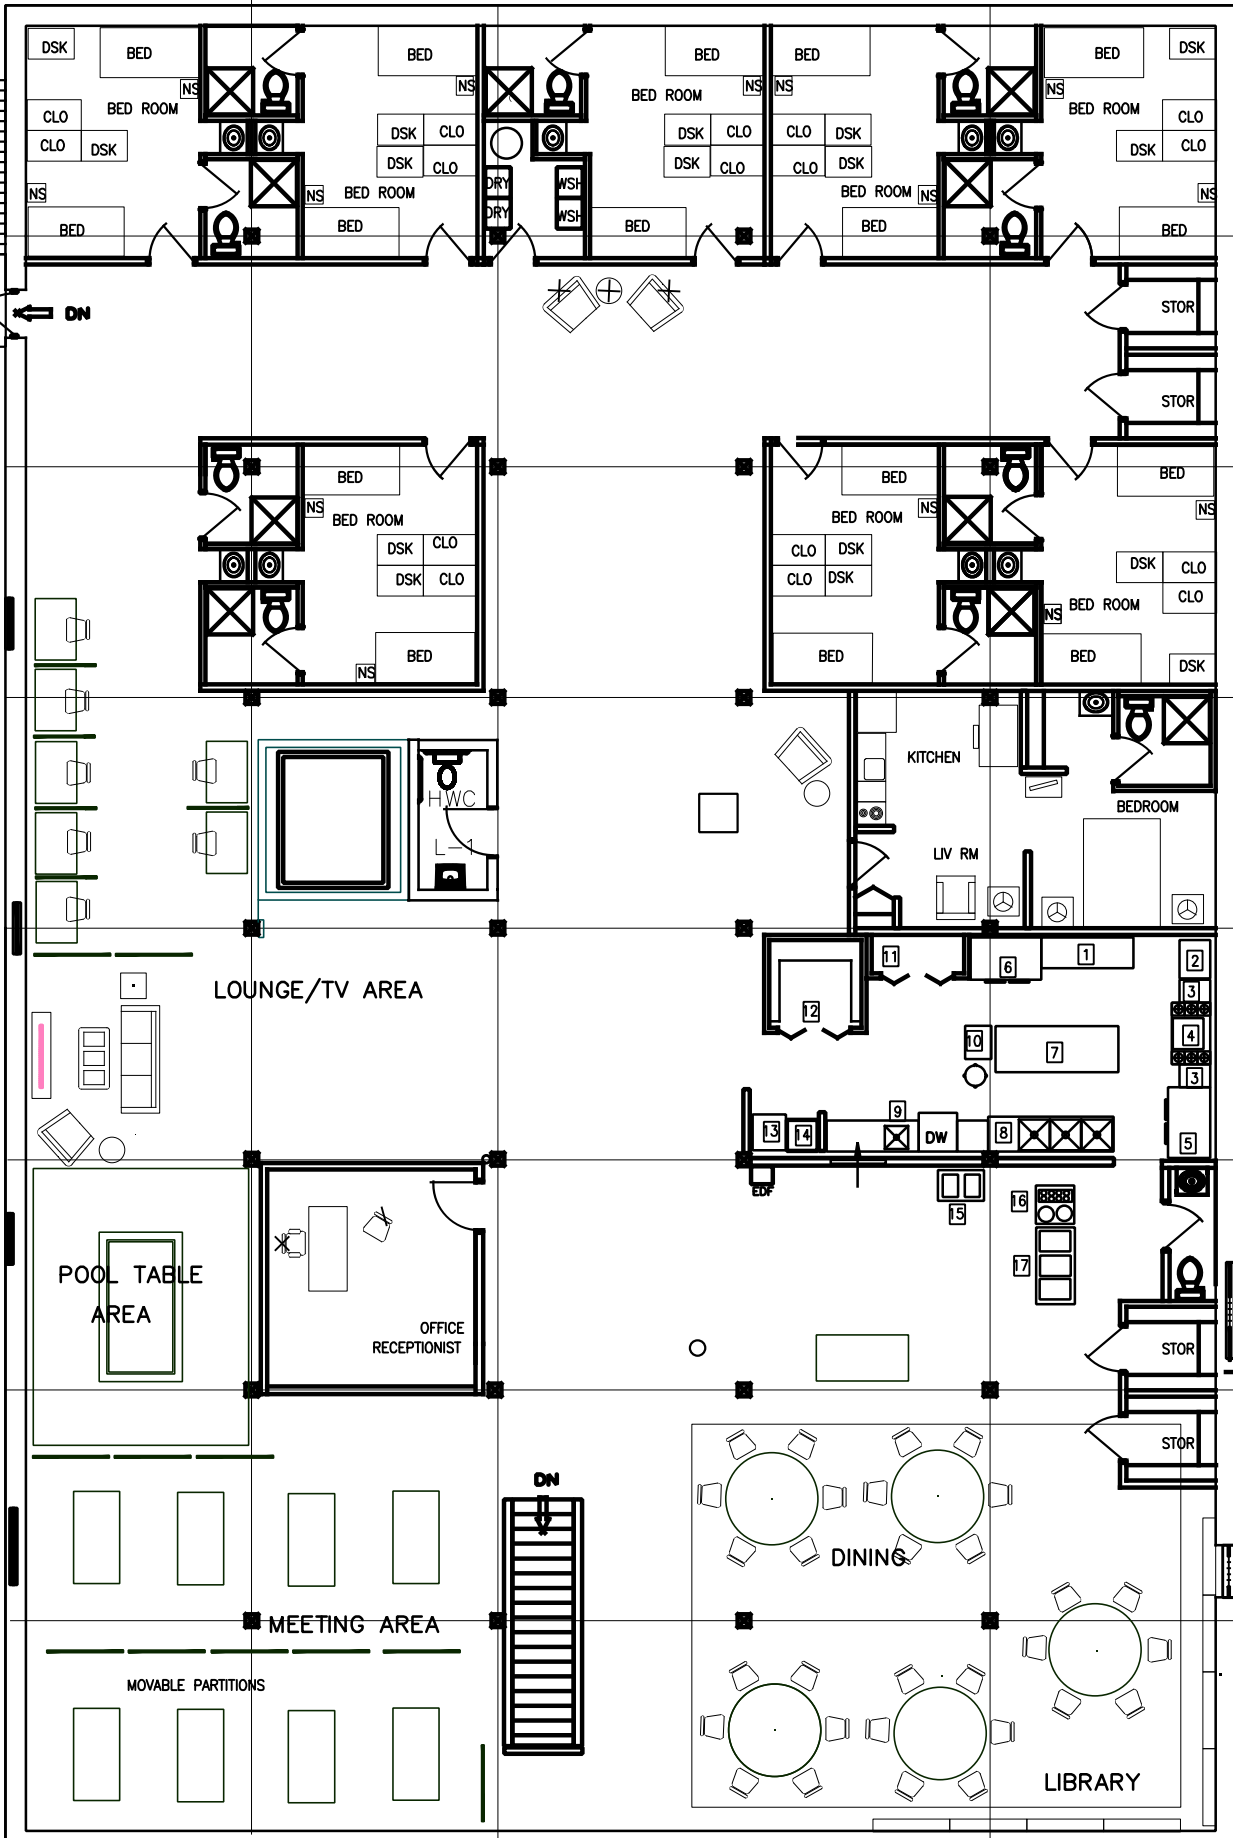 DSK
BED
BED
BED
BED
BED
DSK
NS
NS
NS
NS
NS
BED ROOM
BED ROOM
BED ROOM
CLO
CLO
DSK
DSK
CLO
DSK
CLO
CLO
DSK
CLO
DSK
CLO
DSK
CLO
DSK
CLO
CLO
DSK
DSK
CLO
NS
NS
BED ROOM
DRY
WSH
BED ROOM
NS
NS
DRY
WSH
BED
BED
BED
BED
BED
DN
STOR
STOR
BED
BED
BED
NS
BED ROOM
BED ROOM
NS
NS
DSK
CLO
CLO
DSK
DSK
CLO
DSK
CLO
CLO
DSK
CLO
NS
BED ROOM
BED
BED
BED
NS
DSK
KITCHEN
HWC
BEDROOM
L-1
LIV RM
11
6
1
2
LOUNGE/TV AREA
3
12
10
7
4
3
9
13
14
DW
8
5
EDF
15
16
17
POOL TABLE
AREA
OFFICE
RECEPTIONIST
STOR
STOR
DN
DINING
MEETING AREA
MOVABLE PARTITIONS
LIBRARY